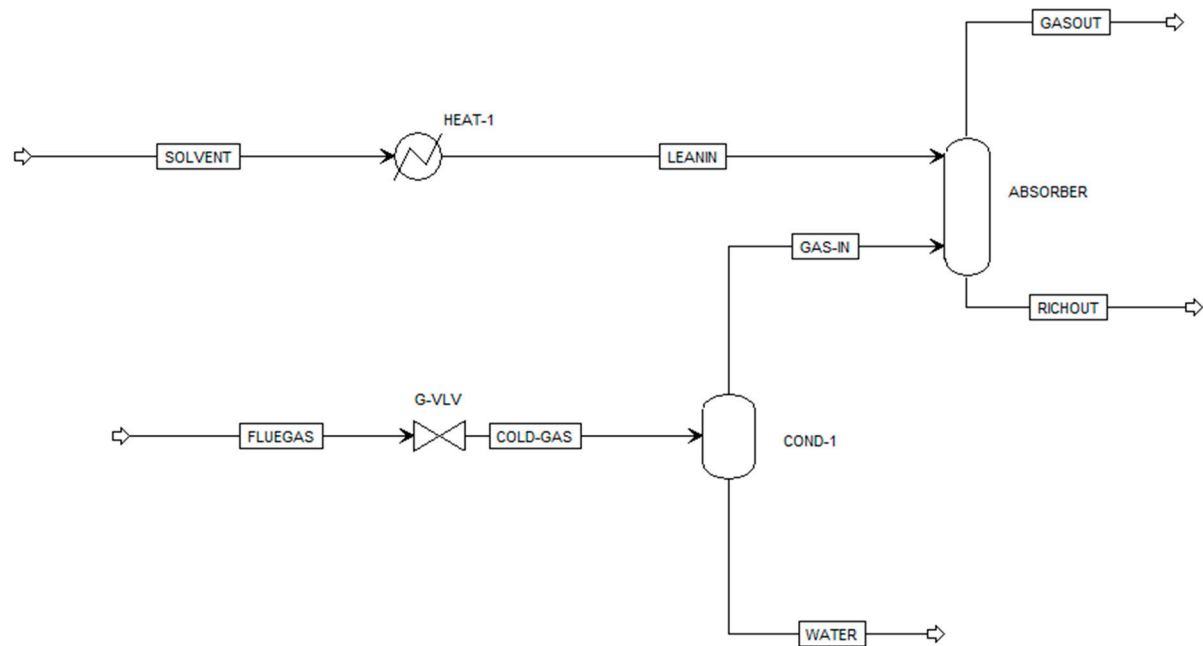 GASOUT
HEAT-1
SOLVENT
LEANIN
ABSORBER
GAS-IN
RICHOUT
G-VLV
FLUEGAS
COLD-GAS
COND-1
WATER